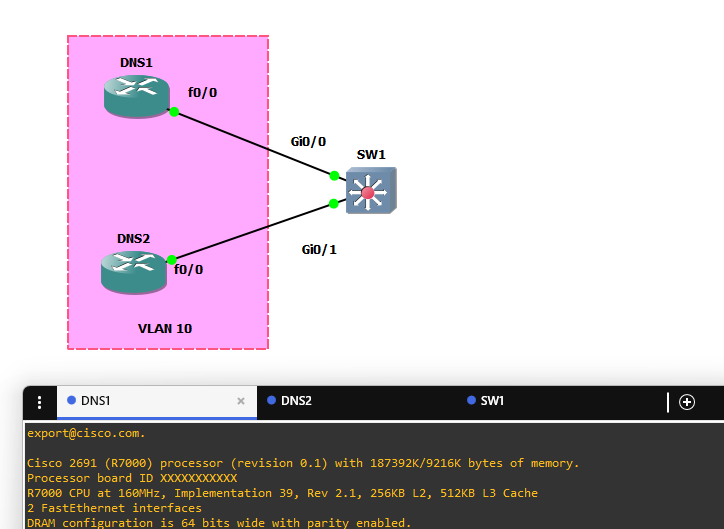 DNS1
f0/0
Gi0/0
SW1
DNS2
f0/0
Gi0/1
VLAN 10
DNS1 × DNS2 SW1
export@cisco.com.
Cisco 2691 (R7000) processor (revision 0.1) with 187392K/9216K bytes of memory.
Processor board ID XXXXXXXXXXX
R7000 CPU at 160MHz, Implementation 39, Rev 2.1, 256KB L2, 512KB L3 Cache
2 FastEthernet interfaces
DRAM configuration is 64 bits wide with parity enabled.